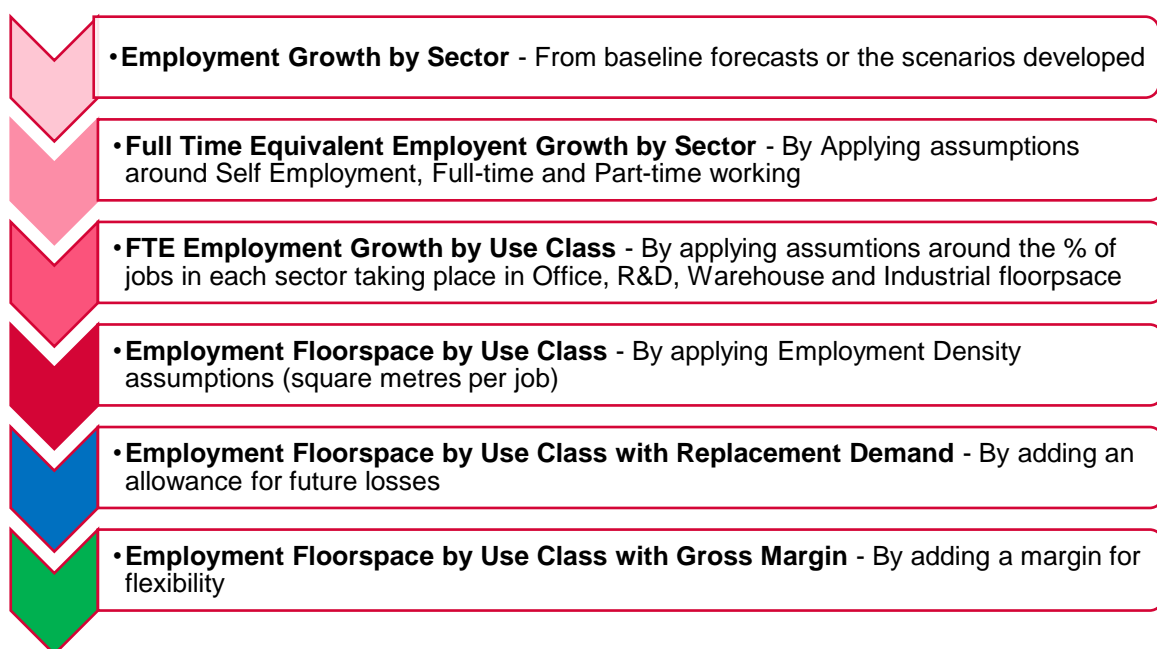 •Employment Growth by Sector - From baseline forecasts or the scenarios developed
•Full Time Equivalent Employent Growth by Sector - By Applying assumptions
around Self Employment, Full-time and Part-time working
•FTE Employment Growth by Use Class - By applying assumtions around the % of
jobs in each sector taking place in Office, R&D, Warehouse and Industrial floorpsace
•Employment Floorspace by Use Class - By applying Employment Density
assumptions (square metres per job)
•Employment Floorspace by Use Class with Replacement Demand - By adding an
allowance for future losses
•Employment Floorspace by Use Class with Gross Margin - By adding a margin for
flexibility